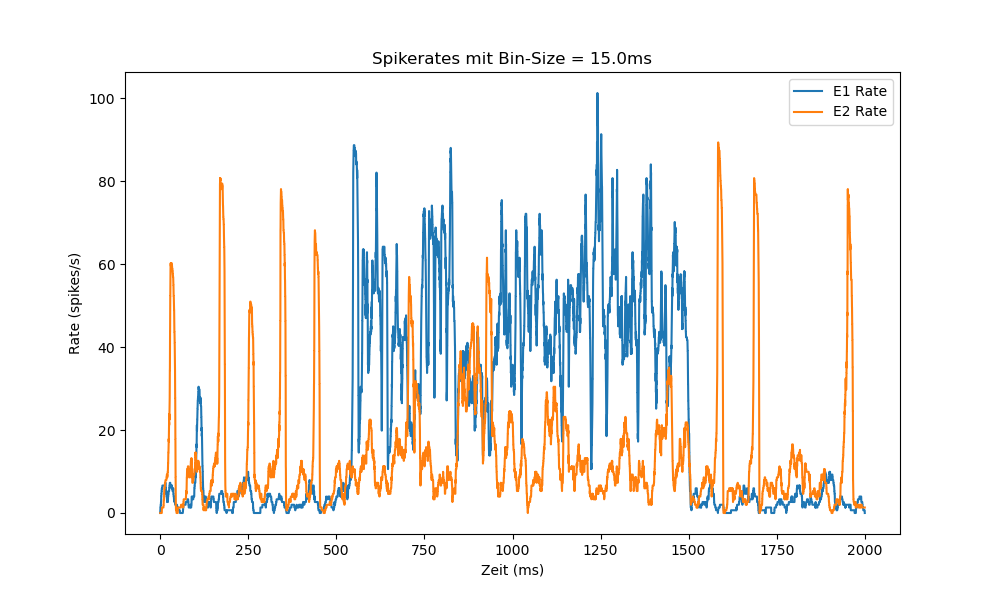 Spikerates mit Bin-Size = 15.0ms
E1 Rate
E2 Rate
Rate (spikes/s)
100
80
60
40
20
0
0 250 500 750 1000 1250 1500 1750 2000
Zeit (ms)